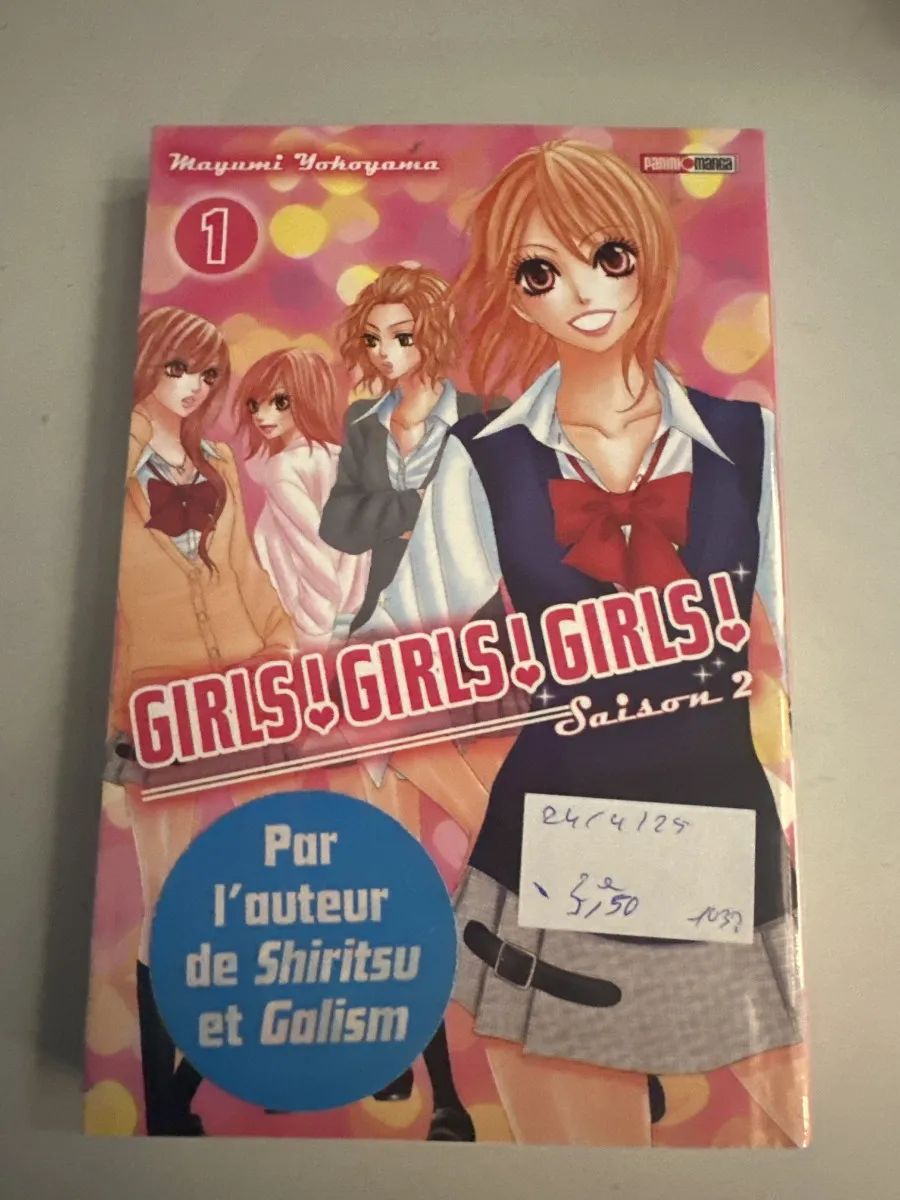 Mayumi Yokoyama
PANINI manga
1
GIRLS! GIRLS! GIRLS!
Saison 2
Par
l'auteur
de Shiritsu
et Galism
24/4/25
,50